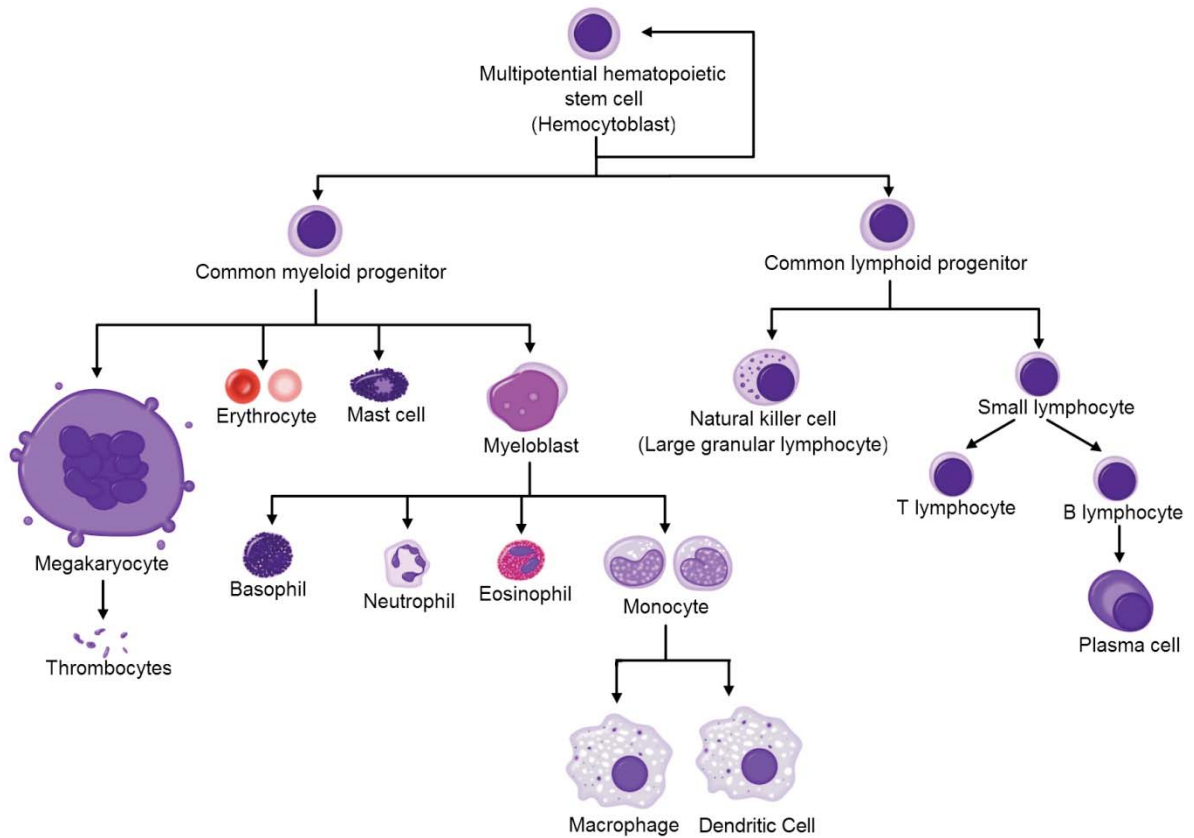 Multipotential hematopoietic
stem cell
(Hemocytoblast)
Common myeloid progenitor
Common lymphoid progenitor
Erythrocyte
Mast cell
Myeloblast
Natural killer cell
(Large granular lymphocyte)
Small lymphocyte
T lymphocyte
B lymphocyte
Megakaryocyte
Basophil
Neutrophil
Eosinophil
Monocyte
Thrombocytes
Plasma cell
Macrophage
Dendritic Cell